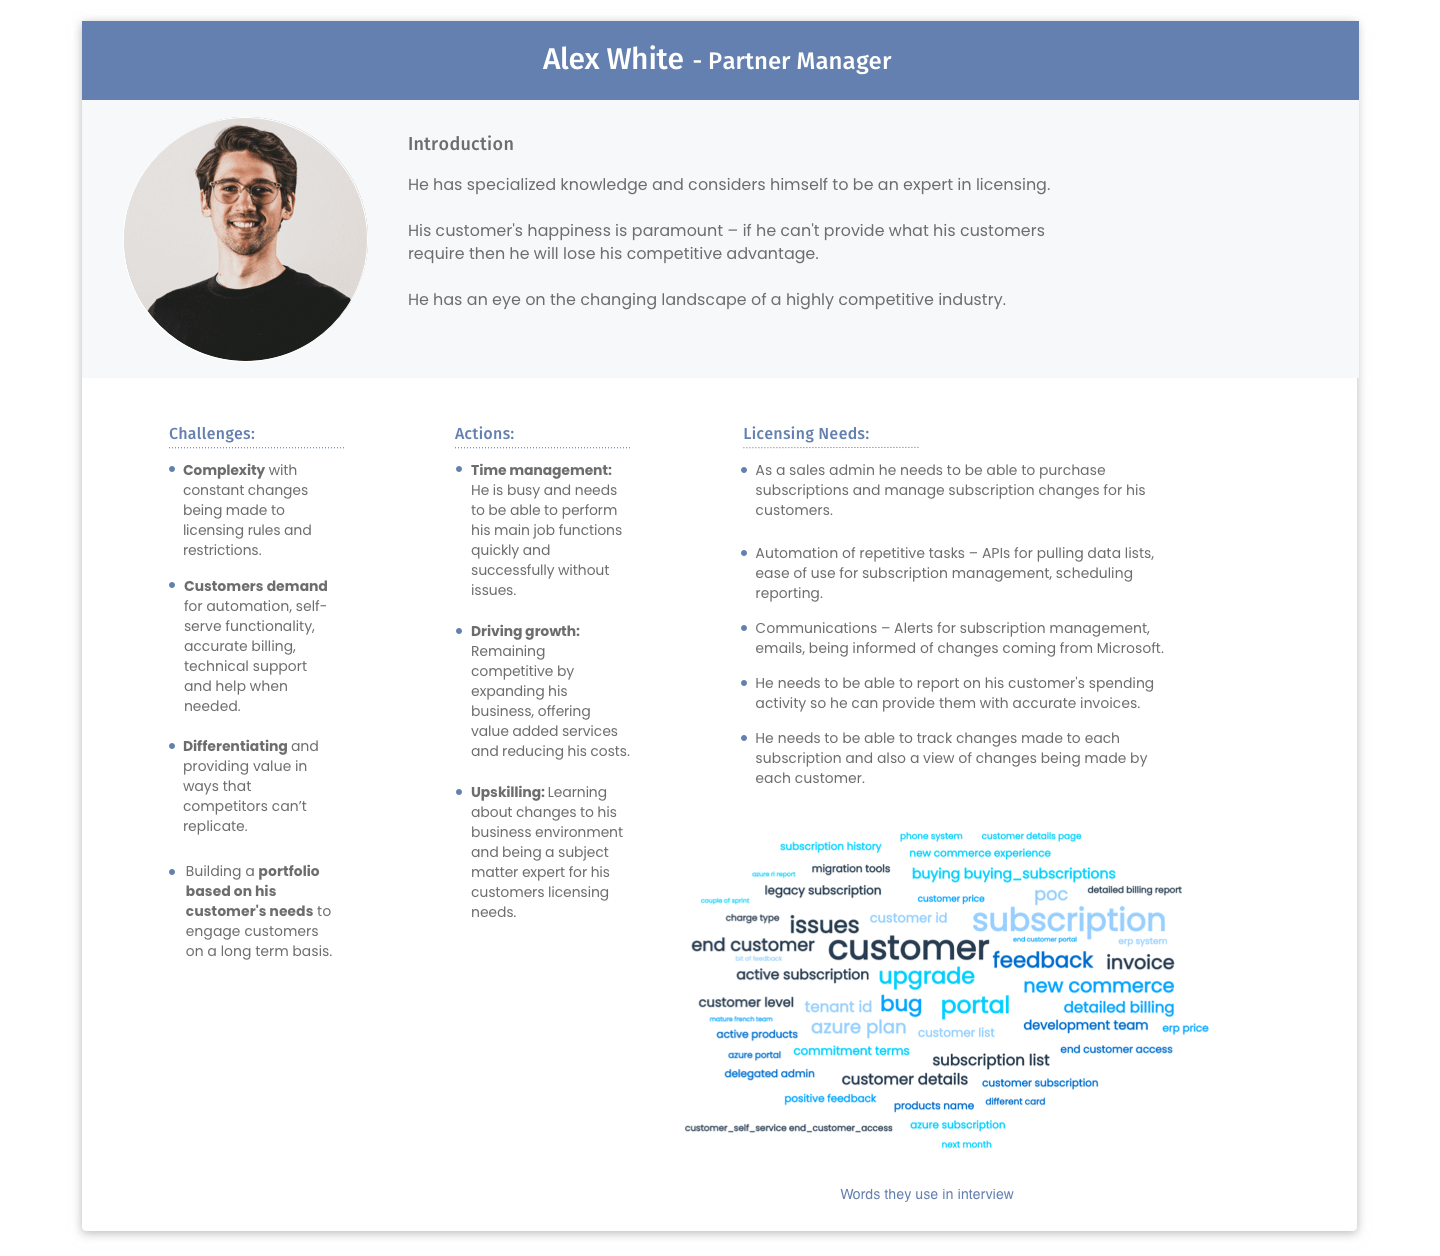 Alex White - Partner Manager
Introduction
He has specialized knowledge and considers himself to be an expert in licensing.
His customer's happiness is paramount – if he can't provide what his customers
require then he will lose his competitive advantage.
He has an eye on the changing landscape of a highly competitive industry.
Challenges:
Complexity with
constant changes
being made to
licensing rules and
restrictions.
Customers demand
for automation, self-
serve functionality,
accurate billing,
technical support
and help when
needed.
Differentiating and
providing value in
ways that
competitors can’t
replicate.
Building a portfolio
based on his
customer's needs to
engage customers
on a long term basis.
Actions:
Time management:
He is busy and needs
to be able to perform
his main job functions
quickly and
successfully without
issues.
Driving growth:
Remaining
competitive by
expanding his
business, offering
value added services
and reducing his costs.
Upskilling: Learning
about changes to his
business environment
and being a subject
matter expert for his
customers licensing
needs.
Licensing Needs:
As a sales admin he needs to be able to purchase
subscriptions and manage subscription changes for his
customers.
Automation of repetitive tasks – APIs for pulling data lists,
ease of use for subscription management, scheduling
reporting.
Communications – Alerts for subscription management,
emails, being informed of changes coming from Microsoft.
He needs to be able to report on his customer's spending
activity so he can provide them with accurate invoices.
He needs to be able to track changes made to each
subscription and also a view of changes being made by
each customer.
phone system
customer details page
subscription history
new commerce experience
migration tools
azure ri report
buying buying_subscriptions
legacy subscription
detailed billing report
poc
couple of sprint
customer price
charge type
issues
customer id
subscription
end customer
customer
end customer portal
erp system
bit of feedback
feedback
invoice
active subscription
upgrade
new commerce
customer level
tenant id
bug
portal
detailed billing
mature french team
active products
azure plan
customer list
development team
erp price
azure portal
commitment terms
subscription list
end customer access
delegated admin
customer details
customer subscription
positive feedback
products name
different card
customer_self_service end_customer_access
azure subscription
next month
Words they use in interview